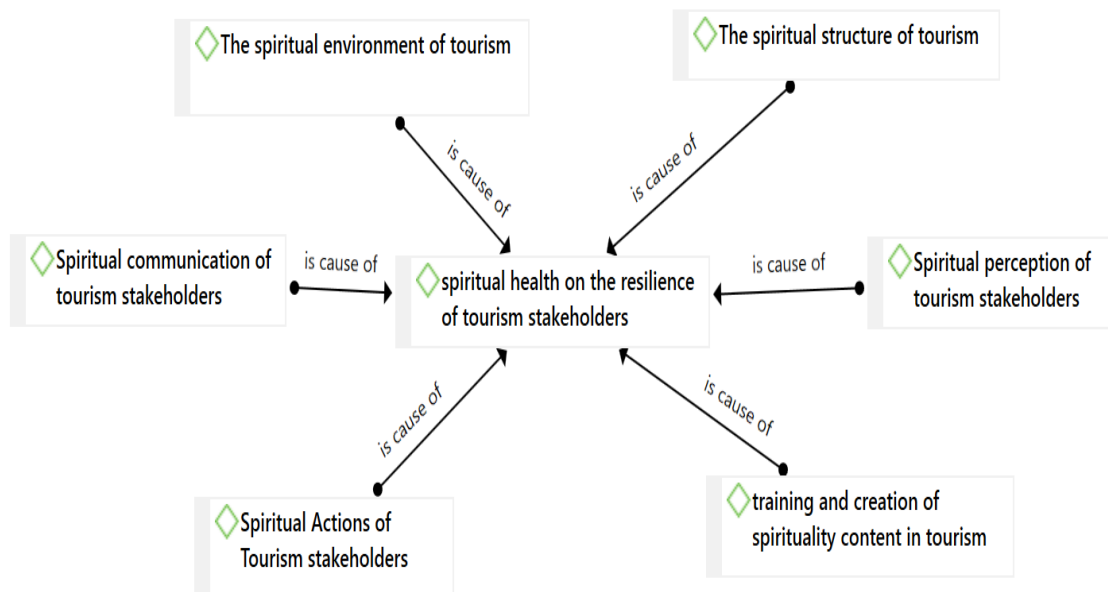 The spiritual environment of tourism
The spiritual structure of tourism
is cause of
is cause of
Spiritual communication of
tourism stakeholders
is cause of
spiritual health on the resilience
of tourism stakeholders
is cause of
Spiritual perception of
tourism stakeholders
is cause of
is cause of
Spiritual Actions of
Tourism stakeholders
training and creation of
spirituality content in tourism